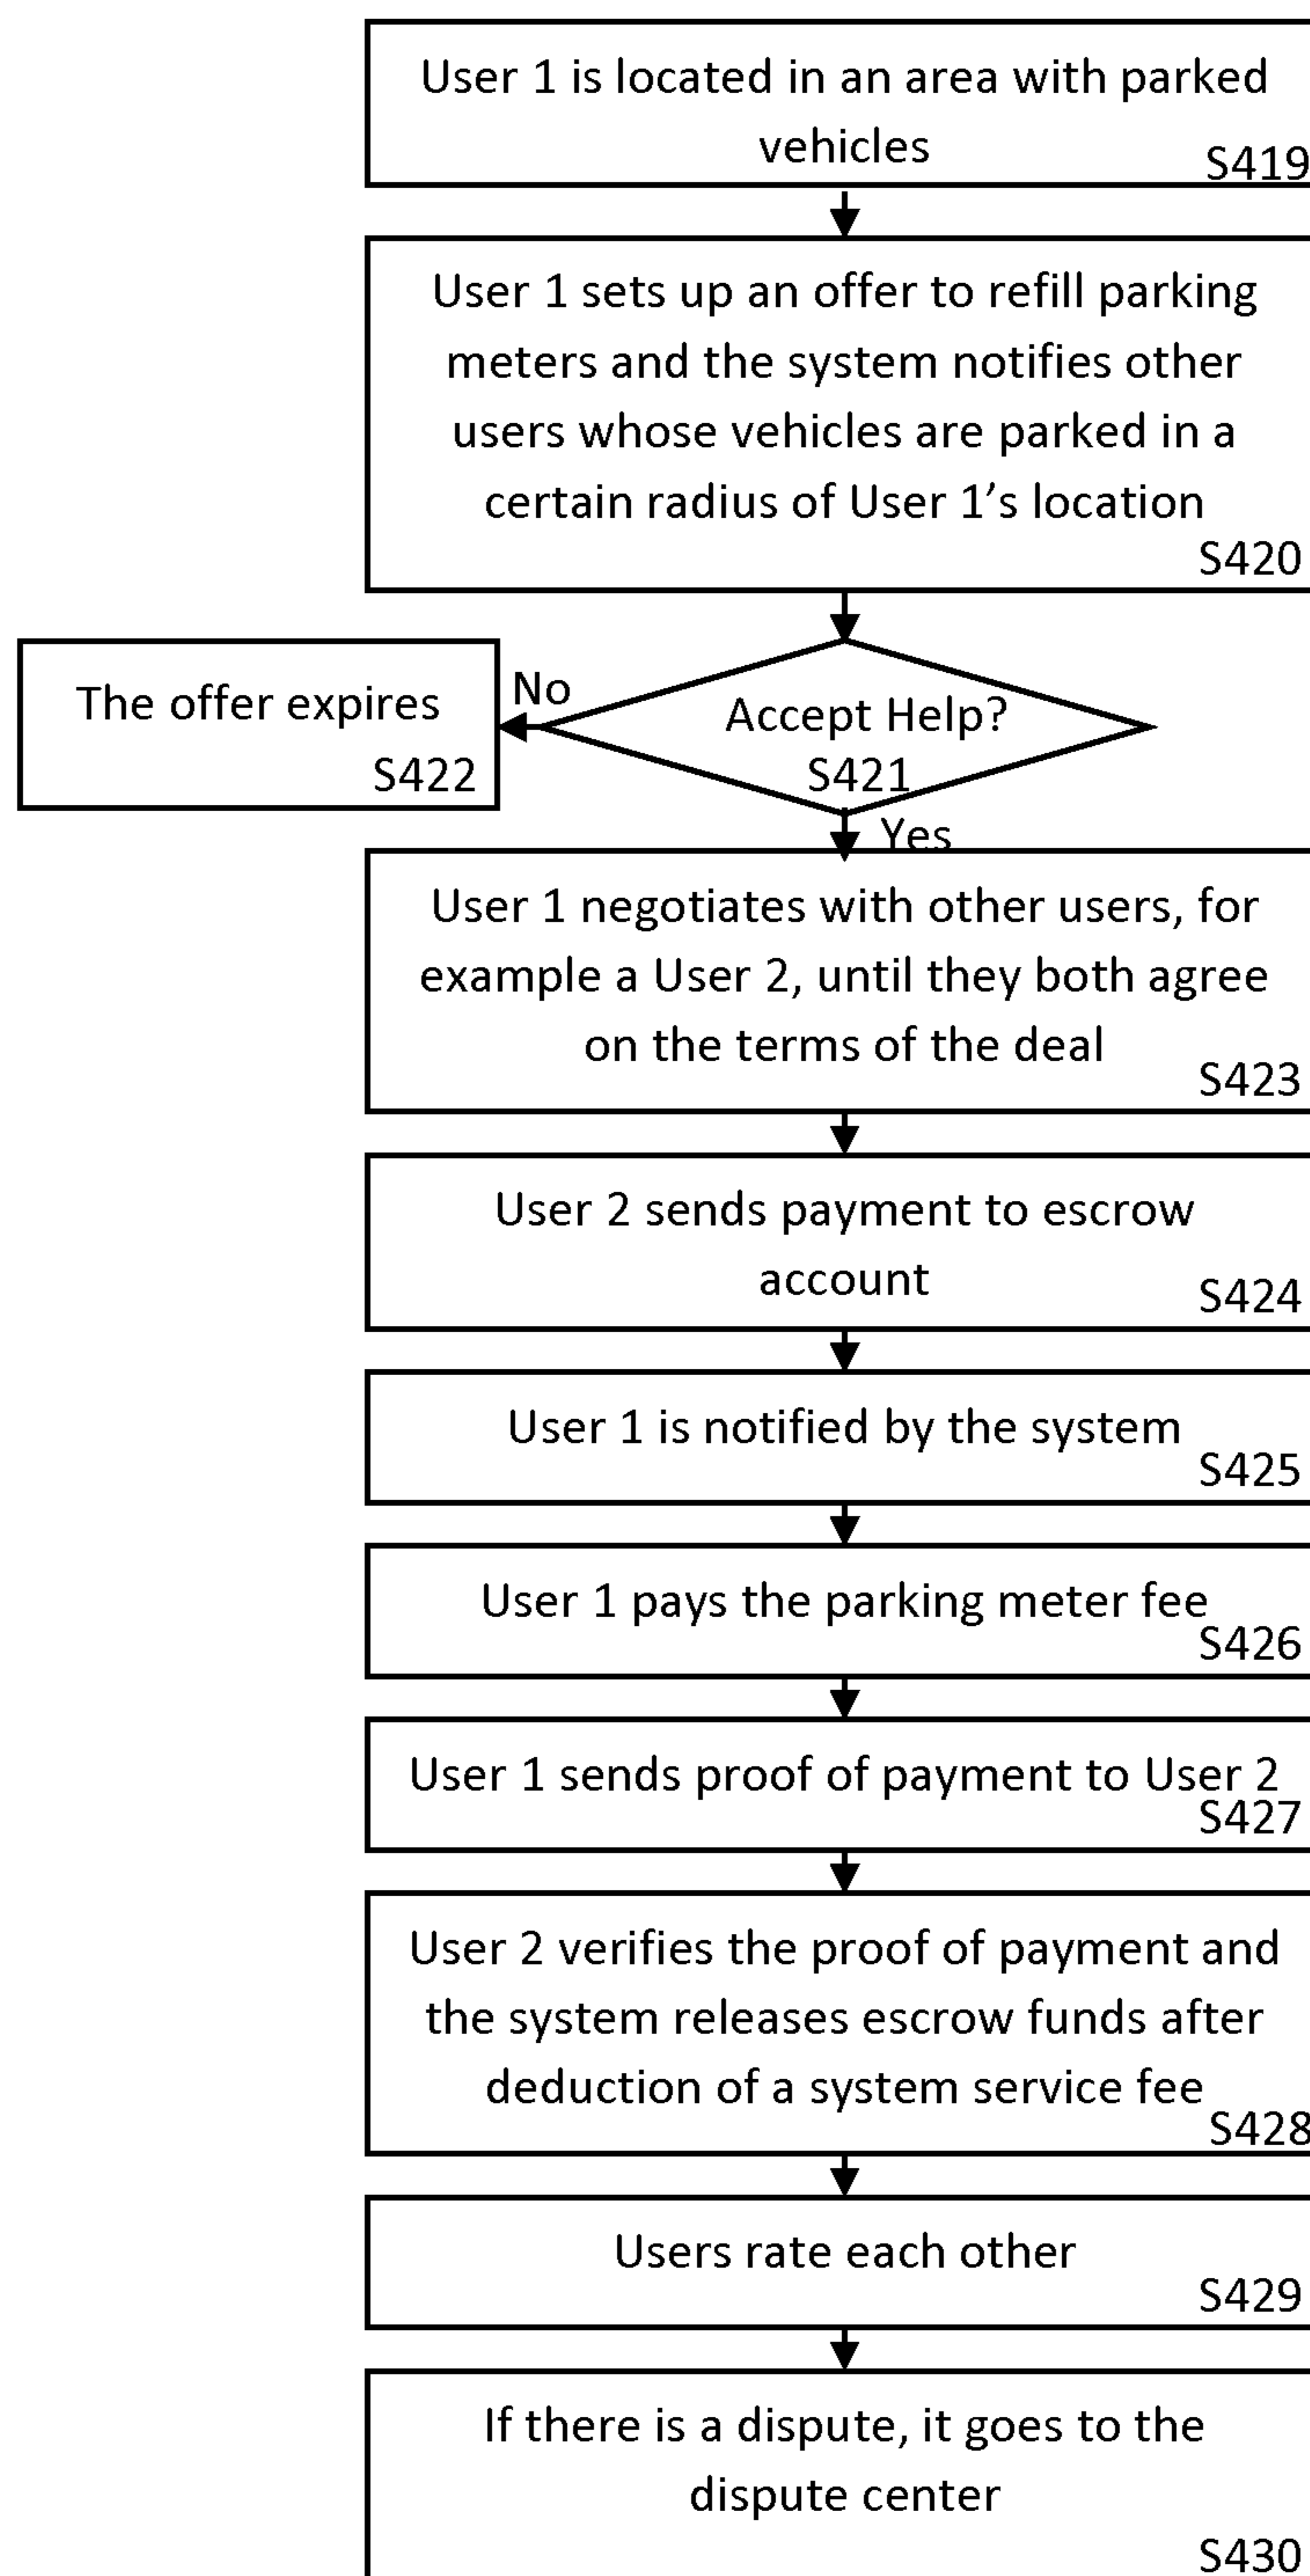 User 1 is located in an area with parked
vehicles
S419
User 1 sets up an offer to refill parking
meters and the system notifies other
users whose vehicles are parked in a
certain radius of User 1’s location
S420
The offer expires
S422
No
Accept Help?
S421
Yes
User 1 negotiates with other users, for
example a User 2, until they both agree
on the terms of the deal
S423
User 2 sends payment to escrow
account
S424
User 1 is notified by the system
S425
User 1 pays the parking meter fee
S426
User 1 sends proof of payment to User 2
S427
User 2 verifies the proof of payment and
the system releases escrow funds after
deduction of a system service fee
S428
Users rate each other
S429
If there is a dispute, it goes to the
dispute center
S430